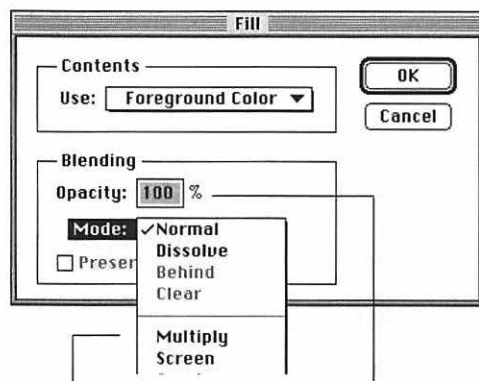 Fill
Contents
Use: Foreground Color
OK
Cancel
Blending
Opacity: 100 %
Mode: ✓Normal
Dissolve
Behind
Clear
Multiply
Screen